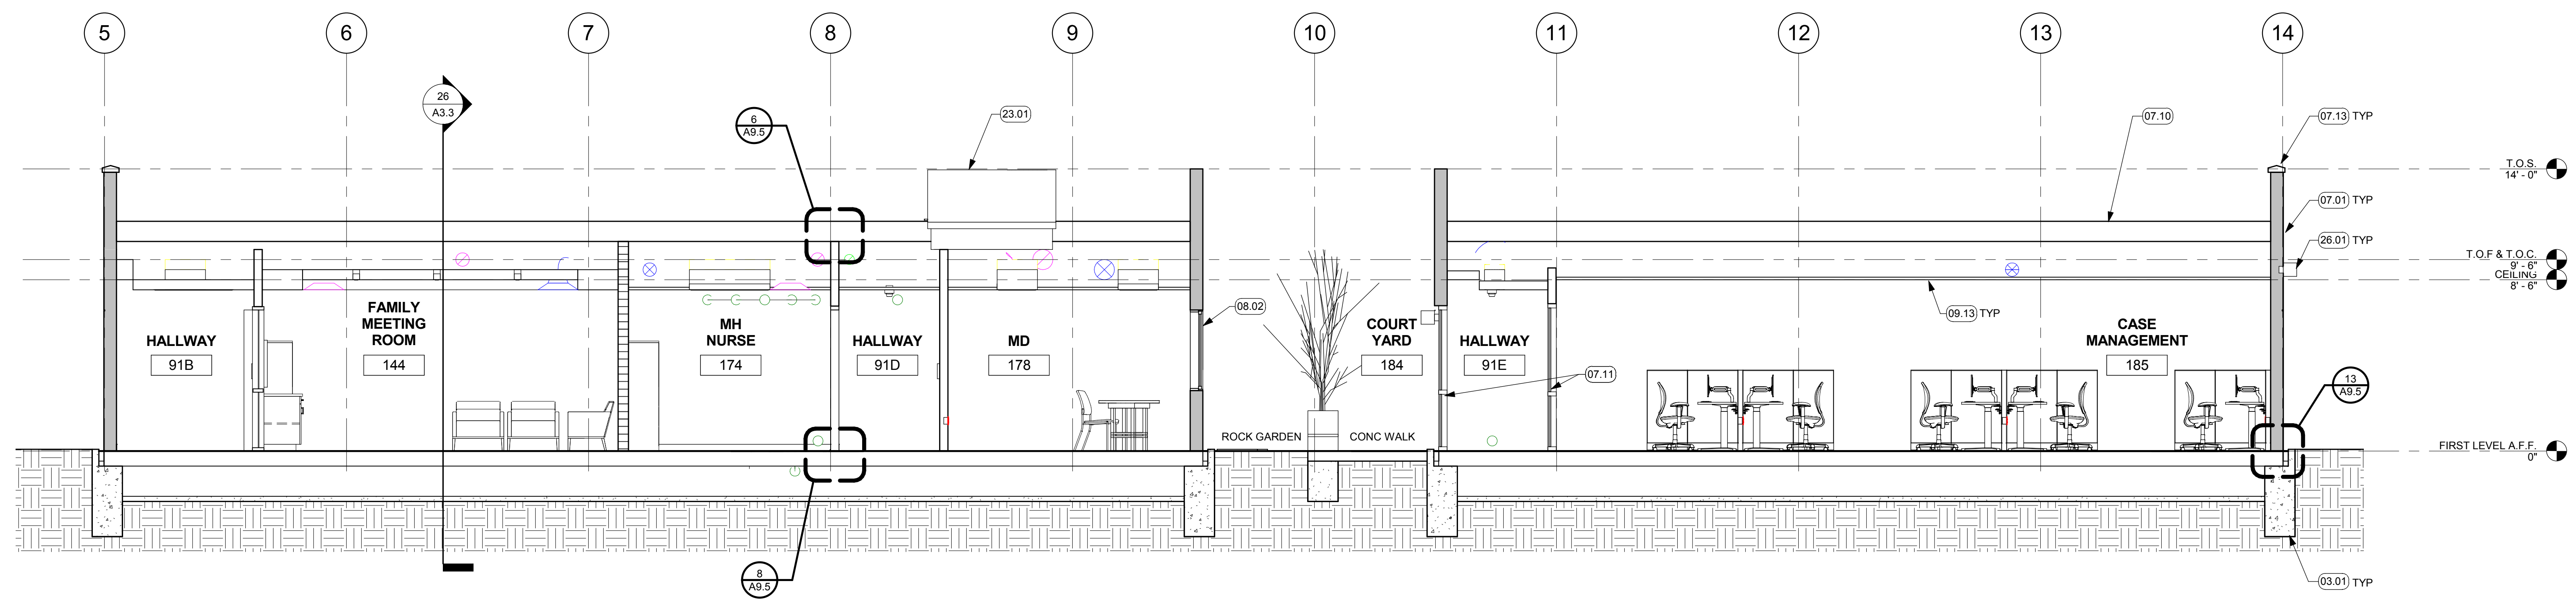 5
6
7
8
9
10
11
12
13
14
26
A3.3
6
A9.5
23.01
07.10
07.13 TYP
T.O.S.
14' - 0"
07.01 TYP
26.01 TYP
T.O.F & T.O.C.
9' - 6"
CEILING
8' - 6"
08.02
09.13 TYP
HALLWAY
91B
FAMILY
MEETING
ROOM
144
MH
NURSE
174
HALLWAY
91D
MD
178
COURT
YARD
184
HALLWAY
91E
07.11
CASE
MANAGEMENT
185
13
A9.5
ROCK GARDEN
CONC WALK
FIRST LEVEL A.F.F.
0"
8
A9.5
03.01 TYP